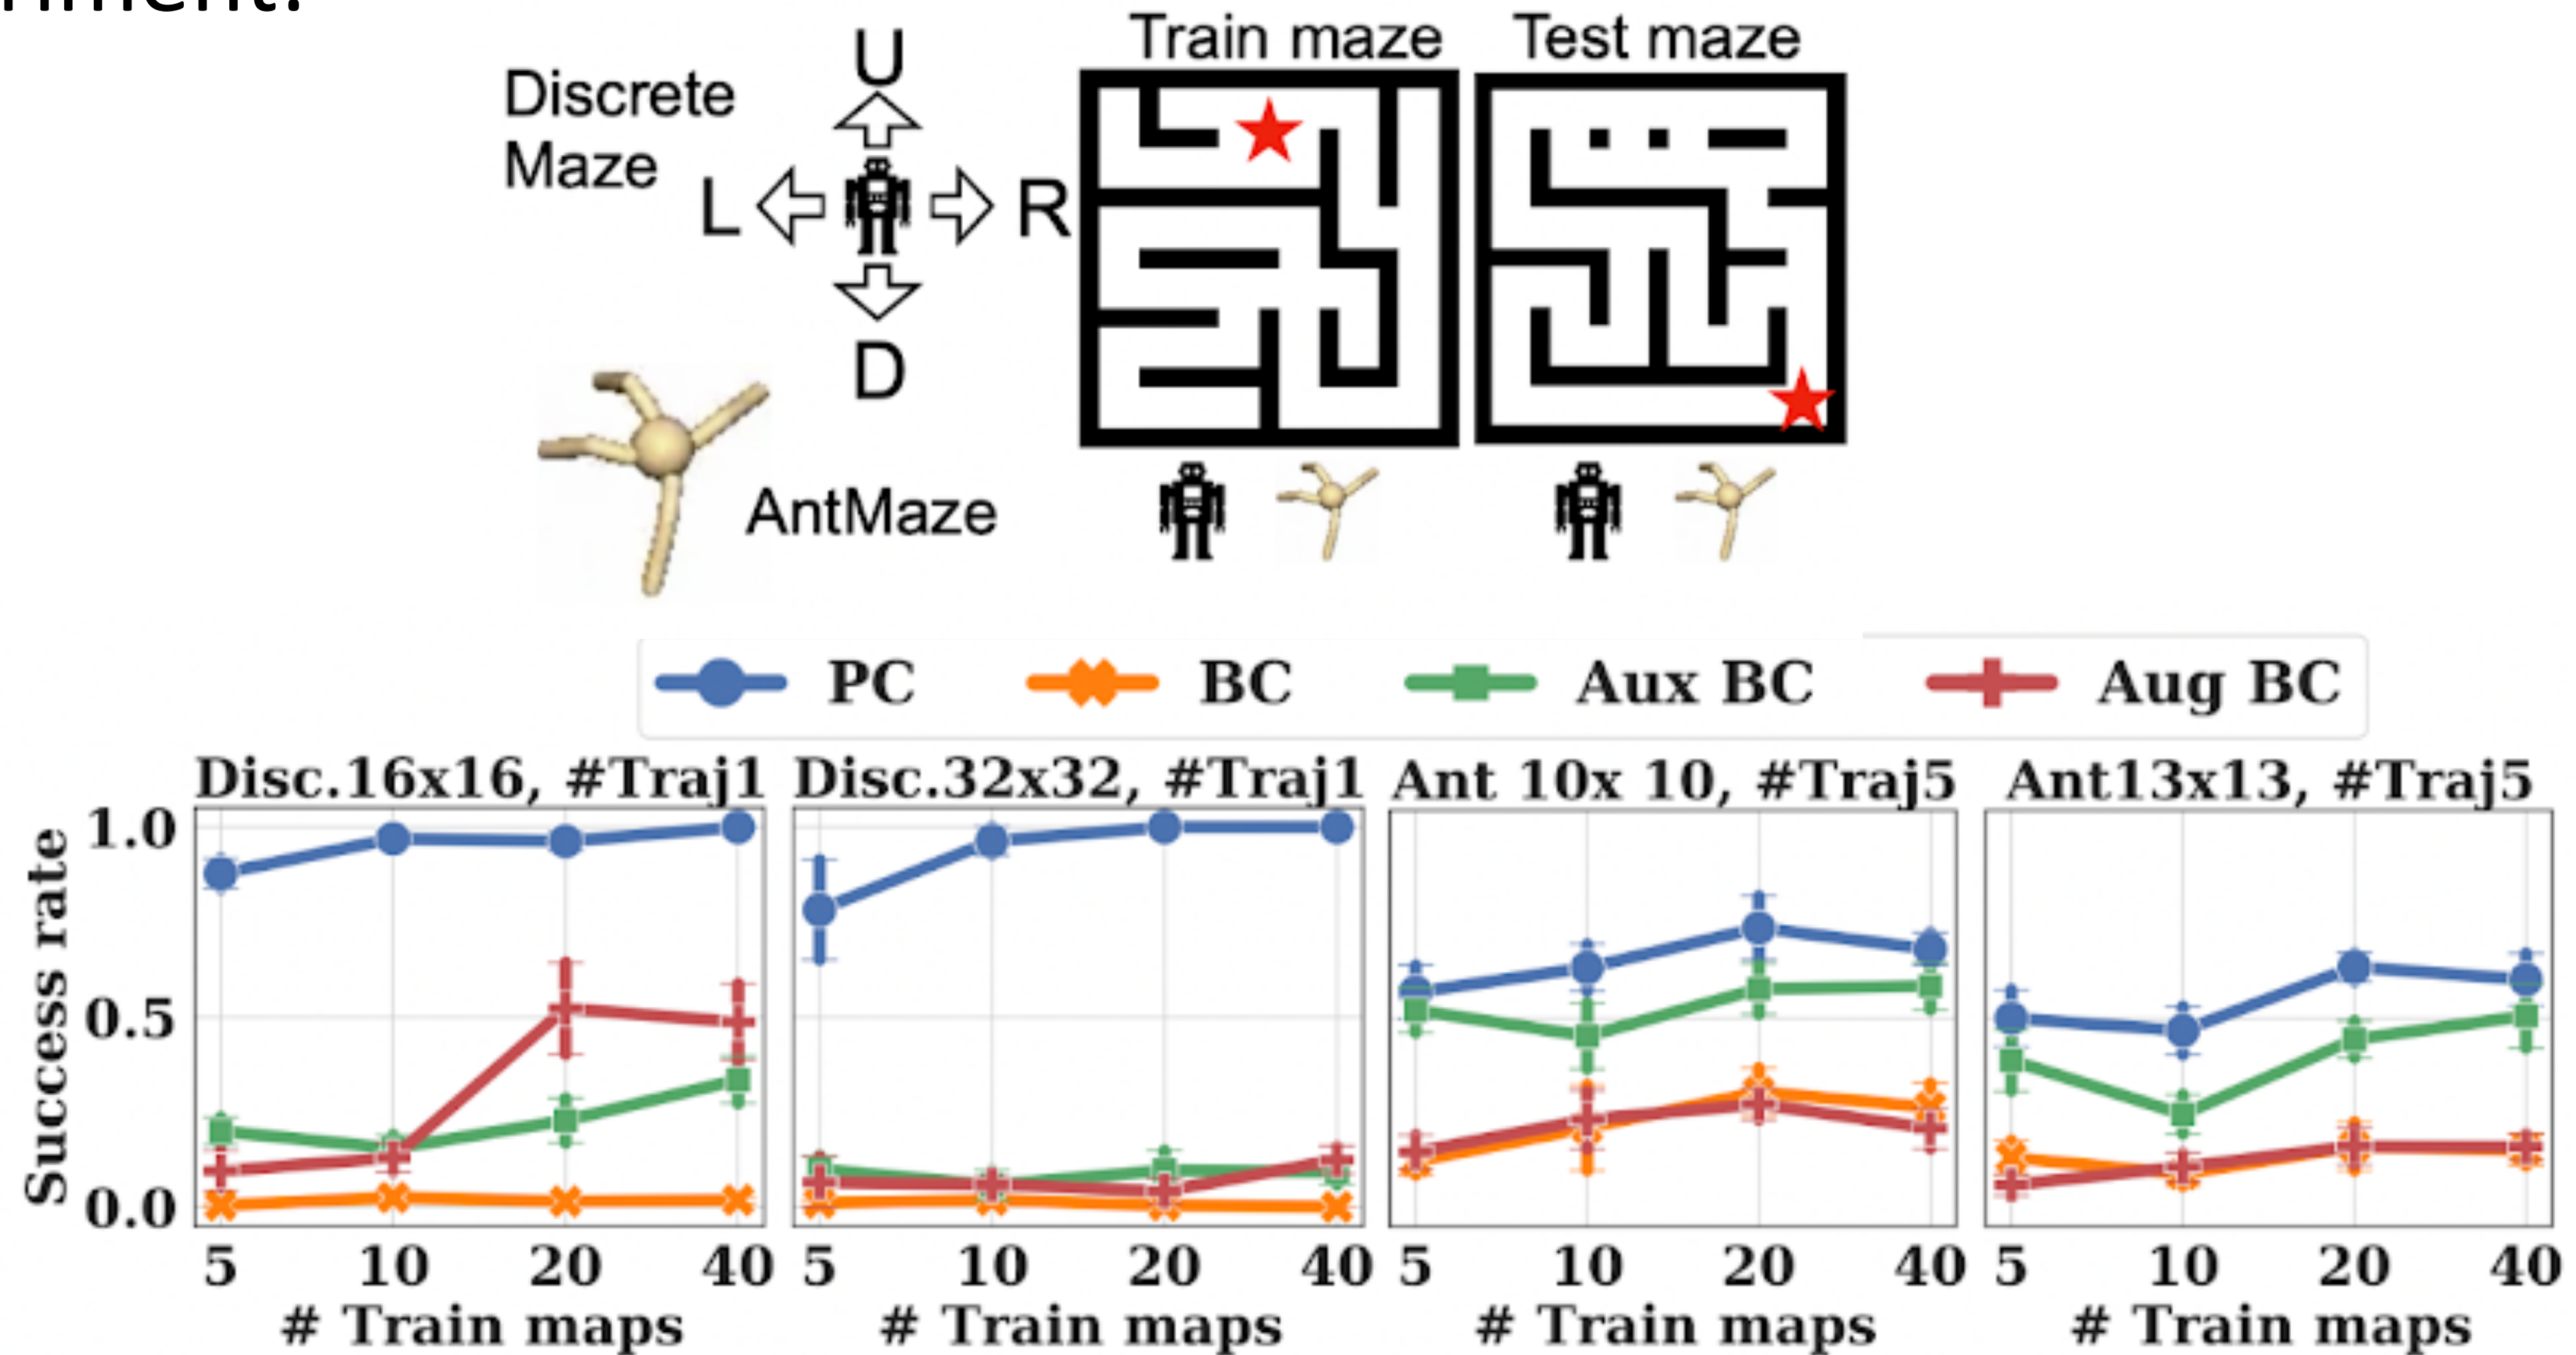 nment.
Train maze
Test maze
Discrete
Maze
U
L
R
D
AntMaze
PC
BC
Aux BC
Aug BC
Disc.16x16, #Traj1
Disc.32x32, #Traj1
Ant 10x 10, #Traj5
Ant13x13, #Traj5
Success rate
1.0
0.5
0.0
5 10 20 40
5 10 20 40
5 10 20 40
5 10 20 40
# Train maps
# Train maps
# Train maps
# Train maps